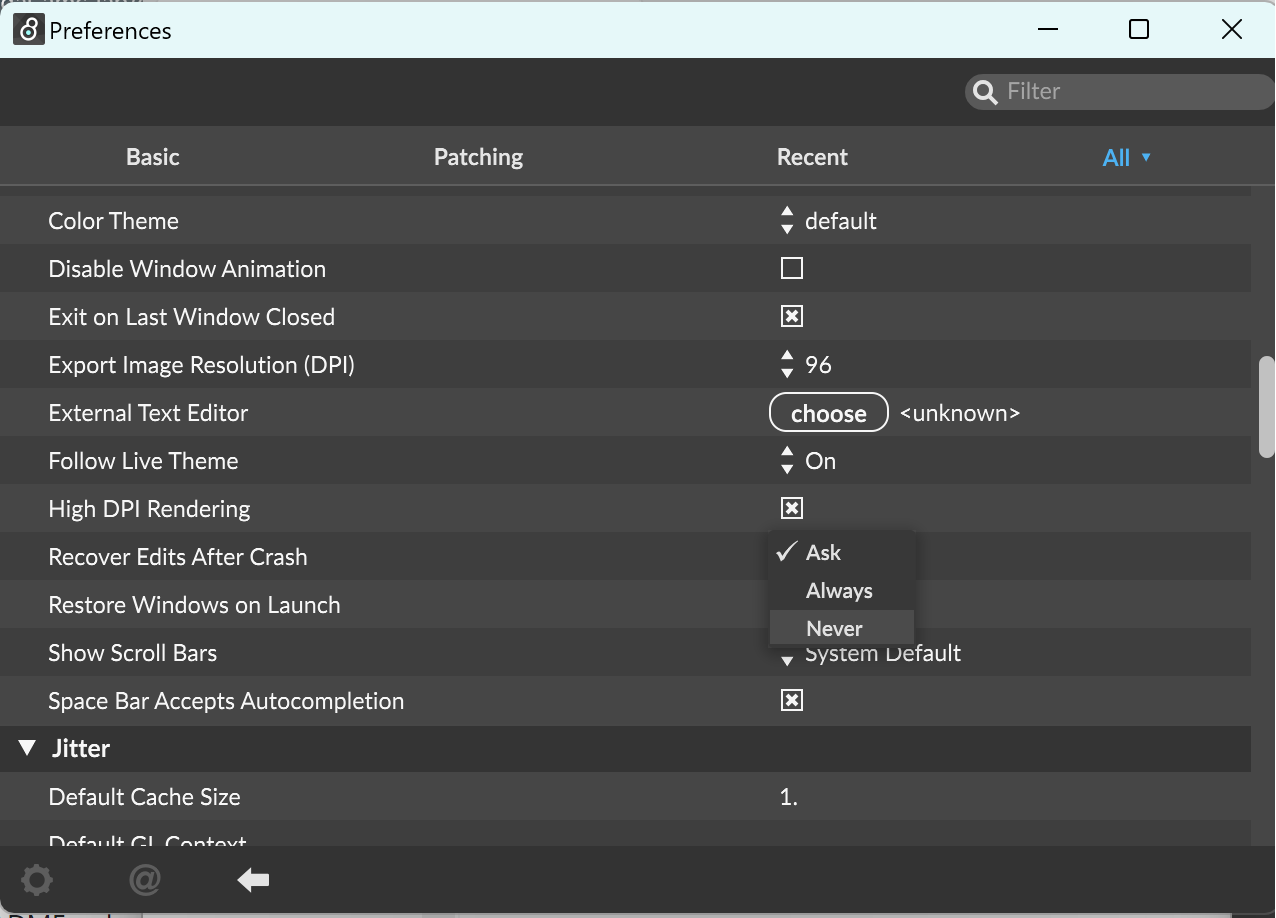 Preferences
Filter
Basic Patching Recent All
Color Theme default
Disable Window Animation
Exit on Last Window Closed
Export Image Resolution (DPI) 96
External Text Editor choose <unknown>
Follow Live Theme On
High DPI Rendering
Recover Edits After Crash Ask
Always
Restore Windows on Launch
Never
Show Scroll Bars System Default
Space Bar Accepts Autocompletion
Jitter
Default Cache Size 1.
Default GL Context
@